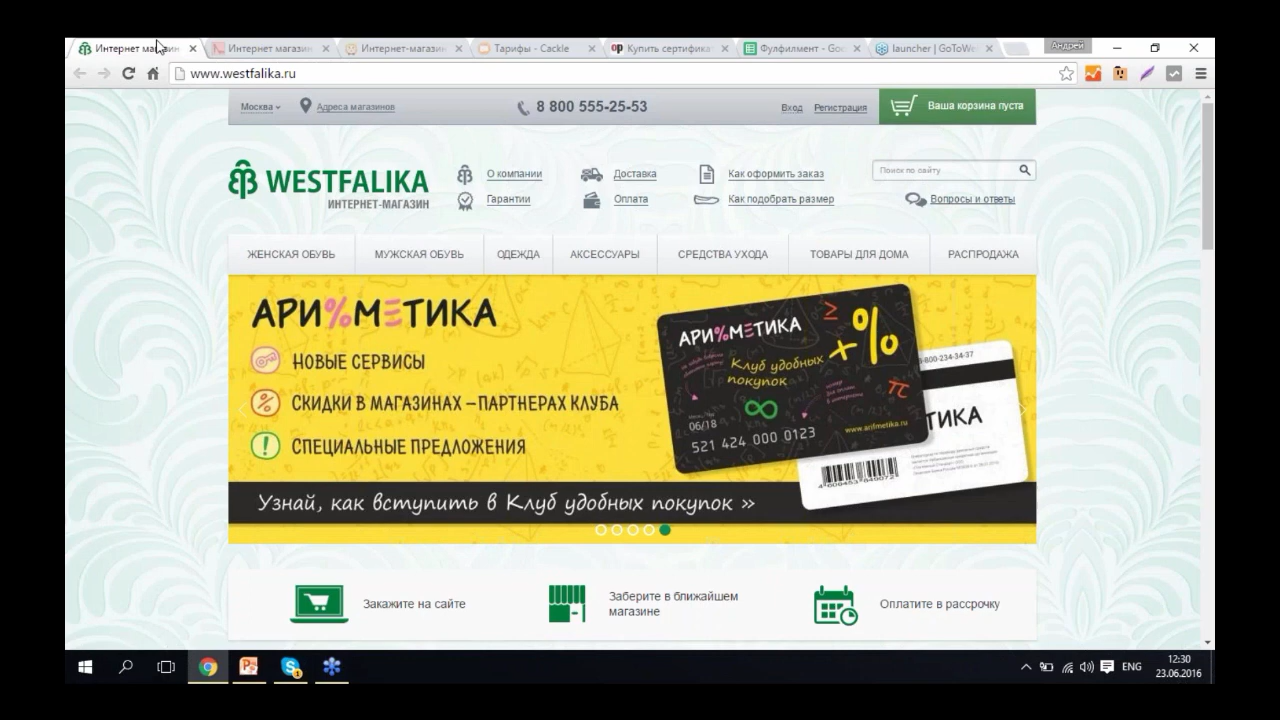 Интернет магазин
Интернет магазин
Интернет-магазин
Тарифы - Cackle
Купить сертифика
Фулфилмент - Goo
launcher | GoToWe
Андрей
www.westfalika.ru
Москва
Адреса магазинов
8 800 555-25-53
Вход
Регистрация
Ваша корзина пуста
WESTFALIKA
ИНТЕРНЕТ-МАГАЗИН
О компании
Доставка
Как оформить заказ
Поиск по сайту
Гарантии
Оплата
Как подобрать размер
Вопросы и ответы
ЖЕНСКАЯ ОБУВЬ
МУЖСКАЯ ОБУВЬ
ОДЕЖДА
АКСЕССУАРЫ
СРЕДСТВА УХОДА
ТОВАРЫ ДЛЯ ДОМА
РАСПРОДАЖА
АРИ%МЕТИКА
НОВЫЕ СЕРВИСЫ
СКИДКИ В МАГАЗИНАХ – ПАРТНЕРАХ КЛУБА
СПЕЦИАЛЬНЫЕ ПРЕДЛОЖЕНИЯ
АРИ%МЕТИКА
Клуб удобных
покупок
+%
≥
π
∞
06/18
521 424 000 0123
www.arifmetika.ru
8-800-234-34-37
ТИКА
Узнай, как вступить в Клуб удобных покупок »
Закажите на сайте
Заберите в ближайшем
магазине
Оплатите в рассрочку
ENG
12:30
23.06.2016